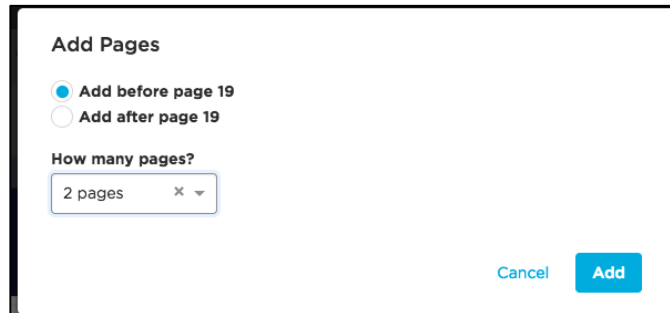 Add Pages
Add before page 19
Add after page 19
How many pages?
2 pages
Cancel
Add